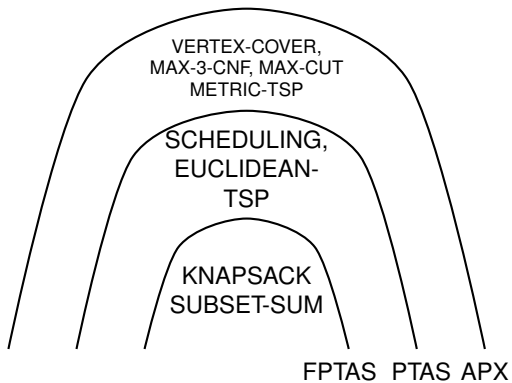 VERTEX-COVER,
MAX-3-CNF, MAX-CUT
METRIC-TSP
SCHEDULING,
EUCLIDEAN-
TSP
KNAPSACK
SUBSET-SUM
FPTAS PTAS APX